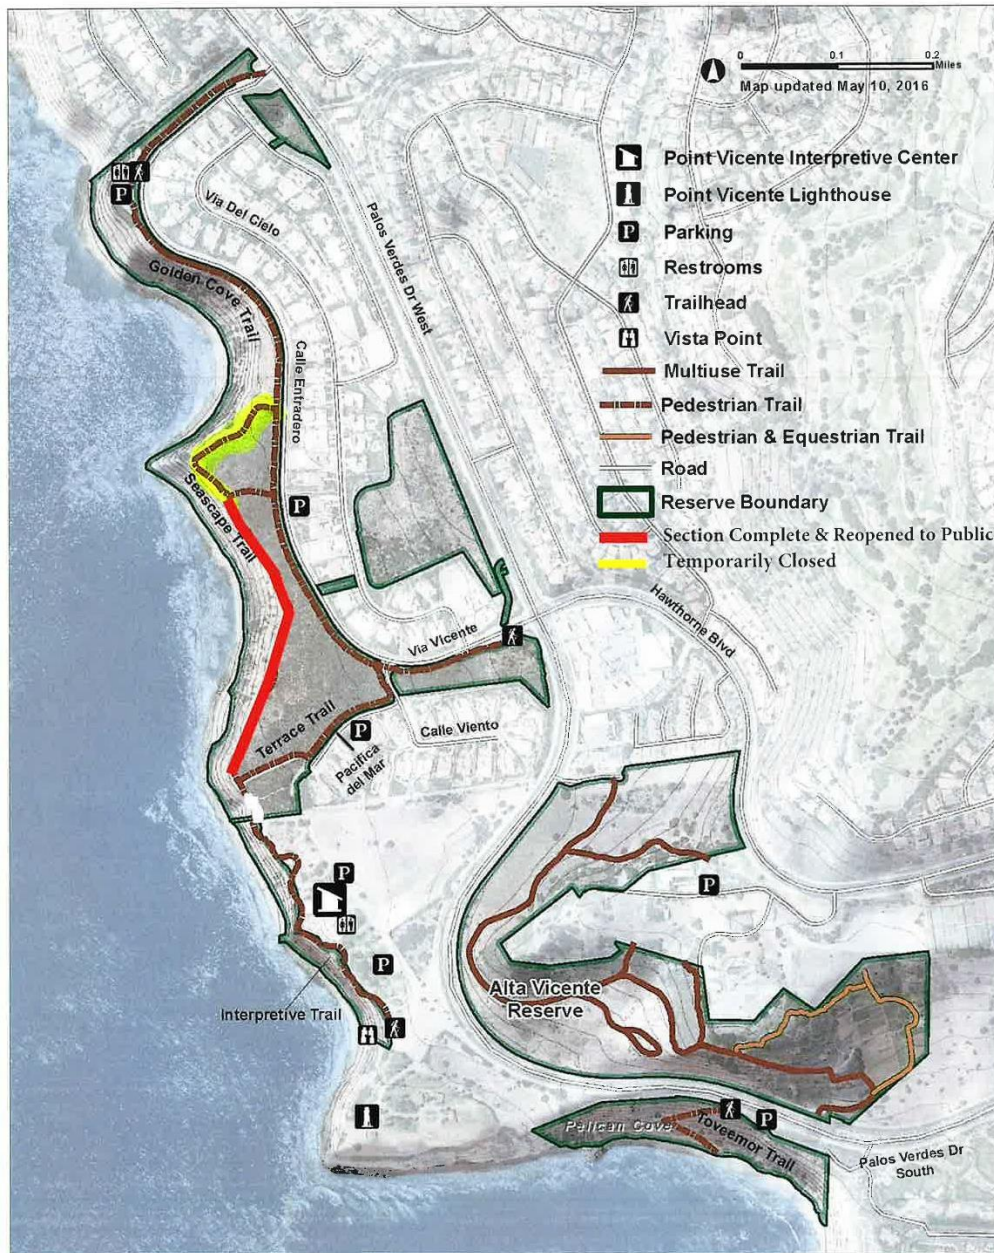 0 0.1 0.2
Miles
Map updated May 10, 2016
Point Vicente Interpretive Center
Point Vicente Lighthouse
P Parking
Restrooms
Trailhead
Vista Point
Multiuse Trail
Pedestrian Trail
Pedestrian & Equestrian Trail
Road
Reserve Boundary
Section Complete & Reopened to Public
Temporarily Closed
P
Via Del Cielo
Palos Verdes Dr West
Golden Cove Trail
Calle Entradero
Seascape Trail
P
Hawthorne Blvd
Via Vicente
Terrace Trail
P
Calle Viento
Pacifica
del Mar
P
P
P
Alta Vicente
Reserve
Interpretive Trail
Pelican Cove
P
Toveemor Trail
Palos Verdes Dr
South